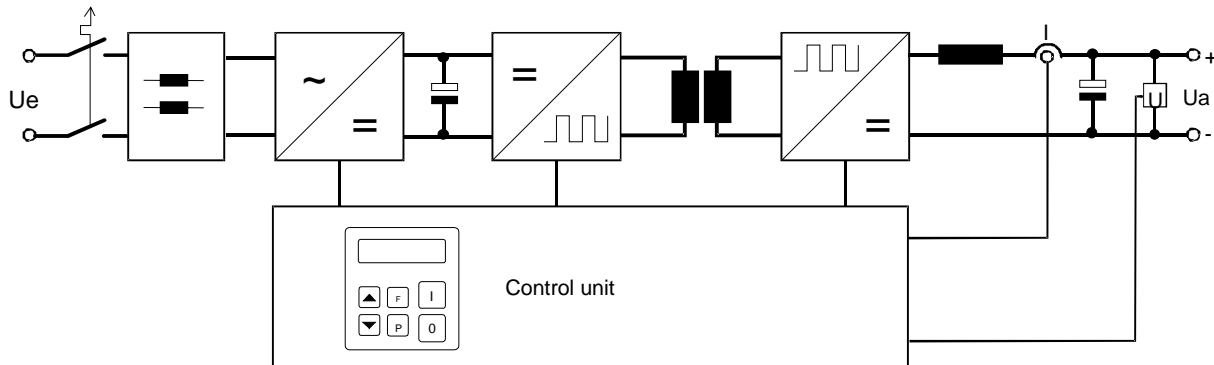 I
+
Ue
~
=
=
U
Ua
=
-
Control unit
F
I
P
0